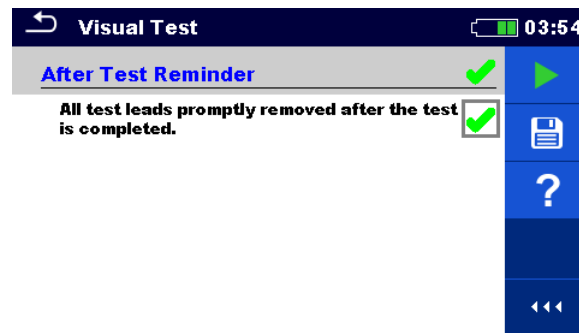 Visual Test
03:54
After Test Reminder
All test leads promptly removed after the test
is completed.
?